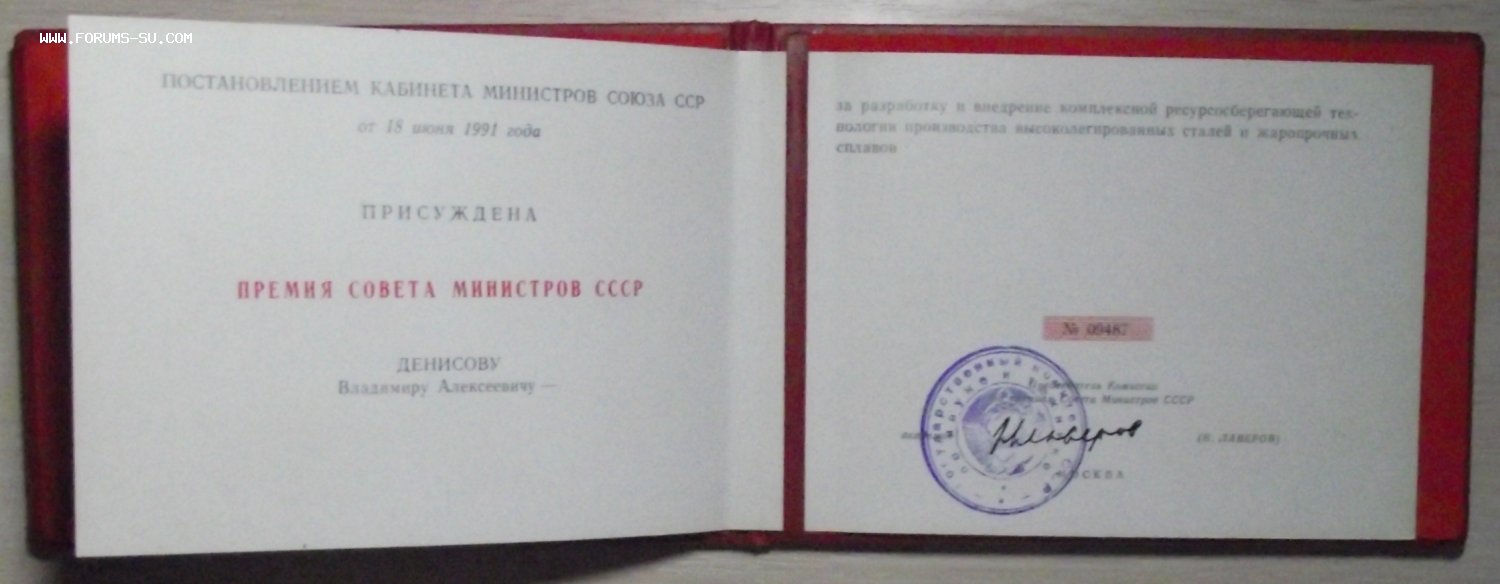 WWW.FORUMS-SU.COM
ПОСТАНОВЛЕНИЕМ КАБИНЕТА МИНИСТРОВ СОЮЗА ССР
от 18 июня 1991 года
ПРИСУЖДЕНА
ПРЕМИЯ СОВЕТА МИНИСТРОВ СССР
ДЕНИСОВУ
Владимиру Алексеевичу —
за разработку и внедрение комплексной ресурсосберегающей тех-
нологии производства высоколегированных сталей и жаропрочных
сплавов
№ 09487
Председатель Комиссии
Совета Министров СССР
(Н. ЛАВЕРОВ)
МОСКВА